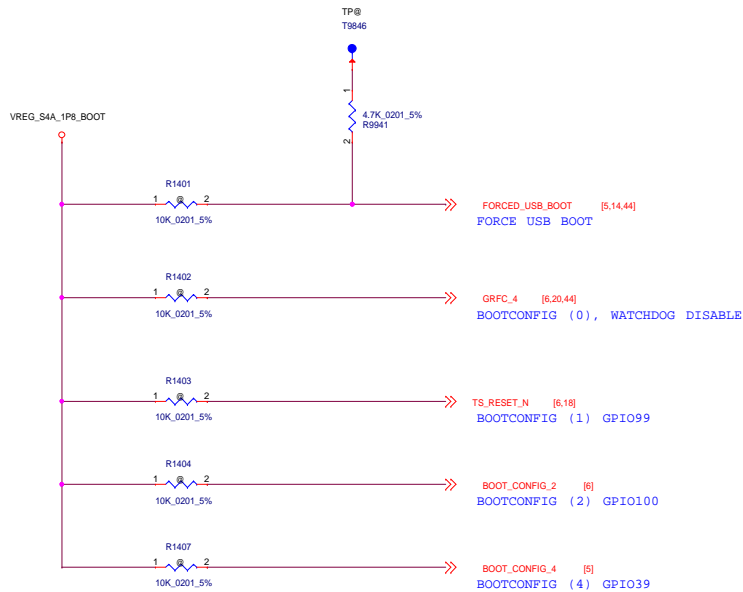 TP@
T9846
1
4.7K_0201_5%
R9941
2
VREG_S4A_1P8_BOOT
R1401
1 @ 2
10K_0201_5%
FORCED_USB_BOOT [5,14,44]
FORCE USB BOOT
R1402
1 @ 2
10K_0201_5%
GRFC_4 [6,20,44]
BOOTCONFIG (0), WATCHDOG DISABLE
R1403
1 @ 2
10K_0201_5%
TS_RESET_N [6,18]
BOOTCONFIG (1) GPIO99
R1404
1 @ 2
10K_0201_5%
BOOT_CONFIG_2 [6]
BOOTCONFIG (2) GPIO100
R1407
1 @ 2
10K_0201_5%
BOOT_CONFIG_4 [5]
BOOTCONFIG (4) GPIO39